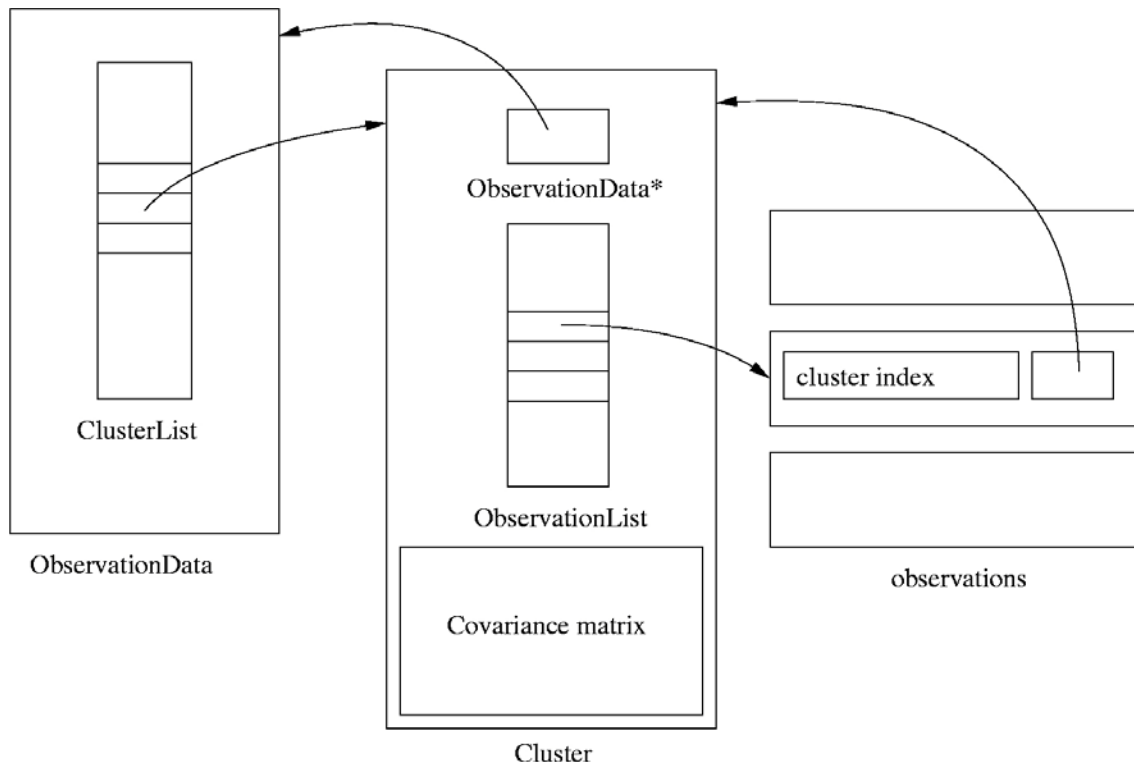 ClusterList
ObservationData
ObservationData*
ObservationList
Covariance matrix
Cluster
cluster index
observations